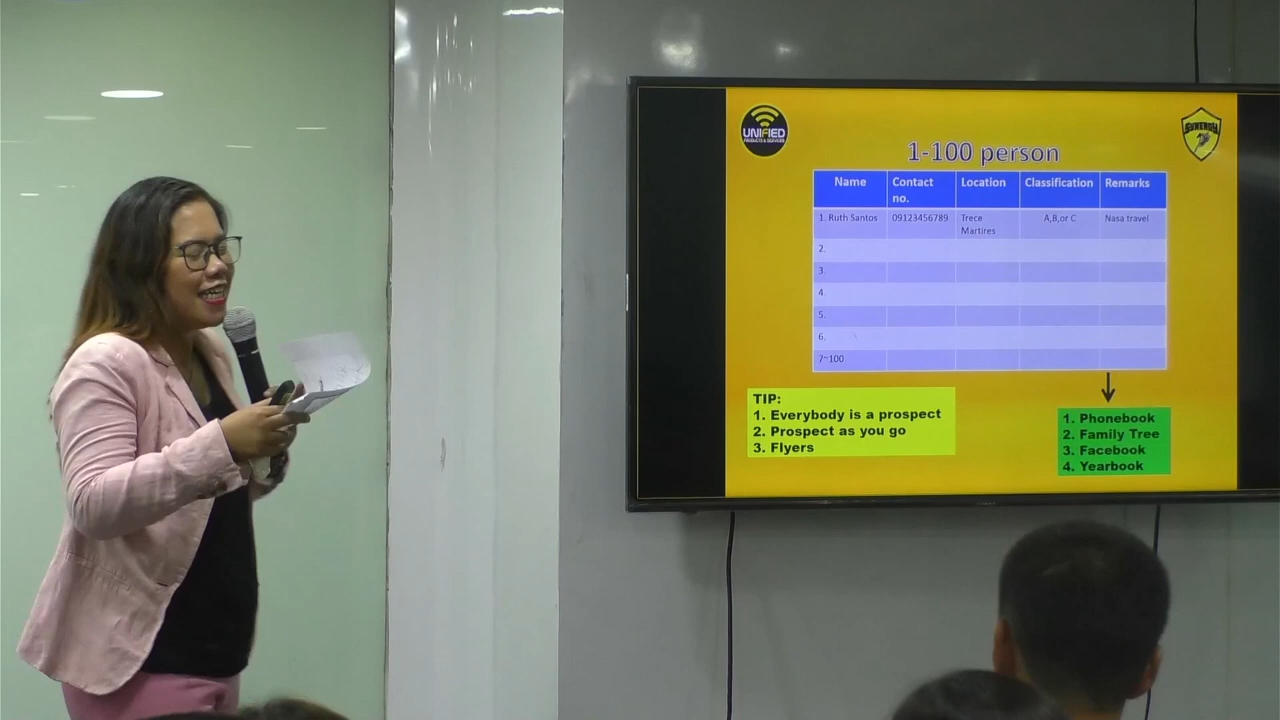 UNIFIED
PRODUCTS & SERVICES
SYNERGY
1-100 person
Name Contact no. Location Classification Remarks
1. Ruth Santos 09123456789 Trece Martires A,B,or C Nasa travel
2.
3.
4.
5.
6.
7~100
TIP:
1. Everybody is a prospect
2. Prospect as you go
3. Flyers
1. Phonebook
2. Family Tree
3. Facebook
4. Yearbook